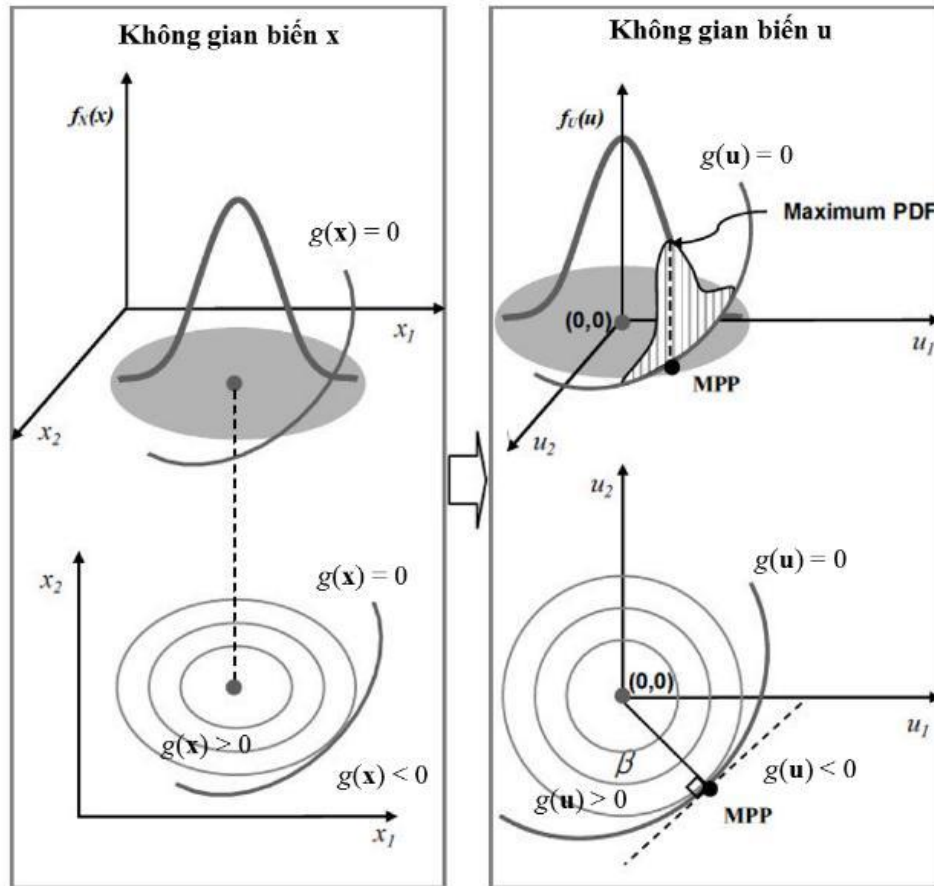 Không gian biến x
f_X(x)
g(x) = 0
x_1
x_2
x_2
g(x) = 0
g(x) > 0
g(x) < 0
x_1
Không gian biến u
f_U(u)
g(u) = 0
Maximum PDF
(0,0)
u_1
MPP
u_2
u_2
g(u) = 0
(0,0)
u_1
β
g(u) < 0
g(u) > 0
MPP